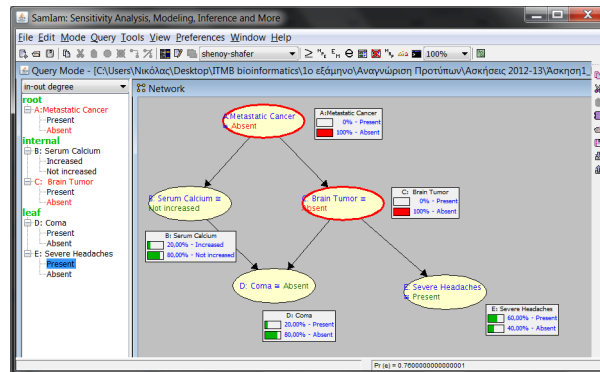 SamIam: Sensitivity Analysis, Modeling, Inference and More
File Edit Mode Query Tools View Preferences Window Help
shenoy-shafer
100%
Query Mode - [C:\Users\Νικόλας\Desktop\ITMB bioinformatics\1ο εξάμηνο\Αναγνώριση Προτύπων\Ασκήσεις 2012-13\Ασκηση1_
in-out degree
Network
root
A:Metastatic Cancer
Present
Absent
internal
B: Serum Calcium
Increased
Not increased
C: Brain Tumor
Present
Absent
leaf
D: Coma
Present
Absent
E: Severe Headaches
Present
Absent
A:Metastatic Cancer
≅ Absent
A:Metastatic Cancer
0% - Present
100% - Absent
B: Serum Calcium ≅
Not increased
B: Serum Calcium
20,00% - Increased
80,00% - Not increased
C: Brain Tumor ≅
Absent
C: Brain Tumor
0% - Present
100% - Absent
D: Coma ≅ Absent
D: Coma
20,00% - Present
80,00% - Absent
E: Severe Headaches
≅ Present
E: Severe Headaches
60,00% - Present
40,00% - Absent
Pr (e) = 0.7600000000000001